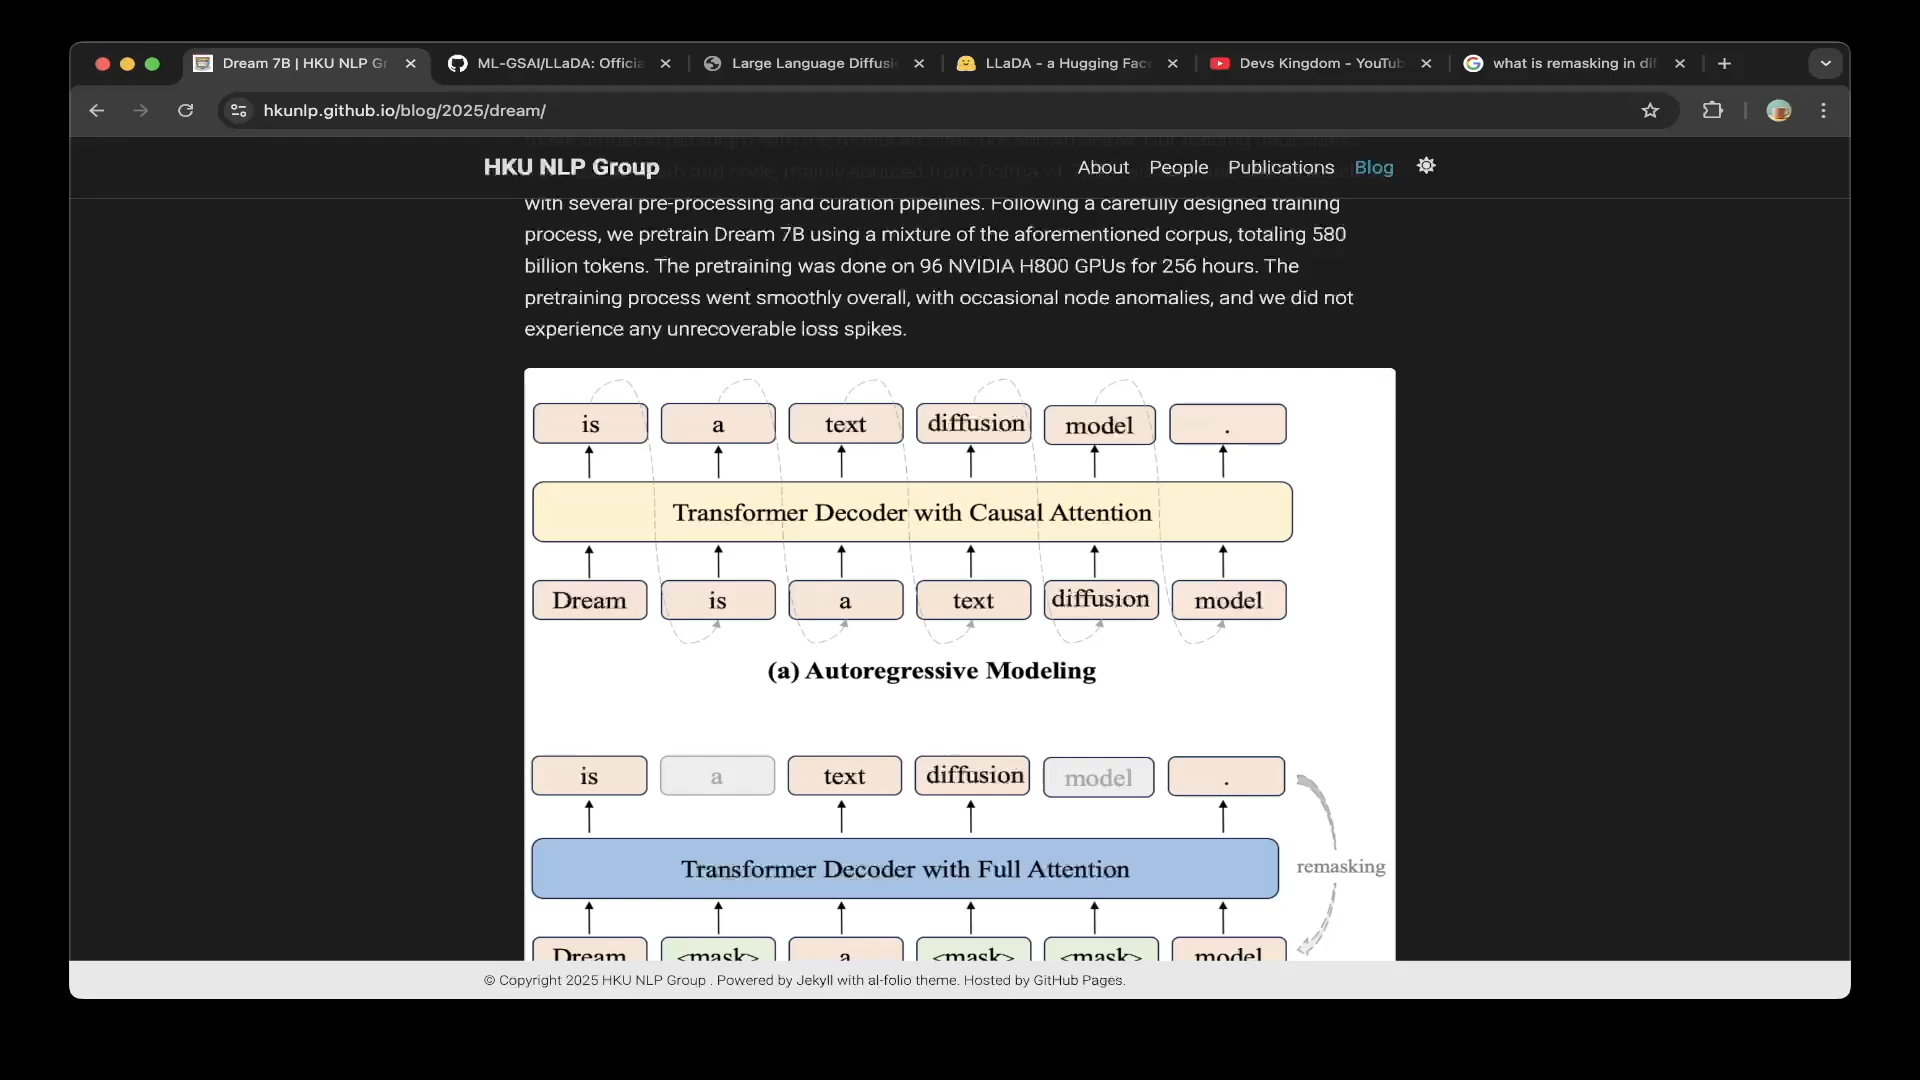 Dream 7B | HKU NLP Gr
ML-GSAI/LLaDA: Officia
Large Language Diffusi
LLaDA - a Hugging Fac
Devs Kingdom - YouTub
what is remasking in dif
hkunlp.github.io/blog/2025/dream/
HKU NLP Group
About People Publications Blog
with several pre-processing and curation pipelines. Following a carefully designed training
process, we pretrain Dream 7B using a mixture of the aforementioned corpus, totaling 580
billion tokens. The pretraining was done on 96 NVIDIA H800 GPUs for 256 hours. The
pretraining process went smoothly overall, with occasional node anomalies, and we did not
experience any unrecoverable loss spikes.
is a text diffusion model .
Transformer Decoder with Causal Attention
Dream is a text diffusion model
(a) Autoregressive Modeling
is a text diffusion model .
Transformer Decoder with Full Attention
remasking
Dream <mask> a <mask> <mask> model
© Copyright 2025 HKU NLP Group . Powered by Jekyll with al-folio theme. Hosted by GitHub Pages.